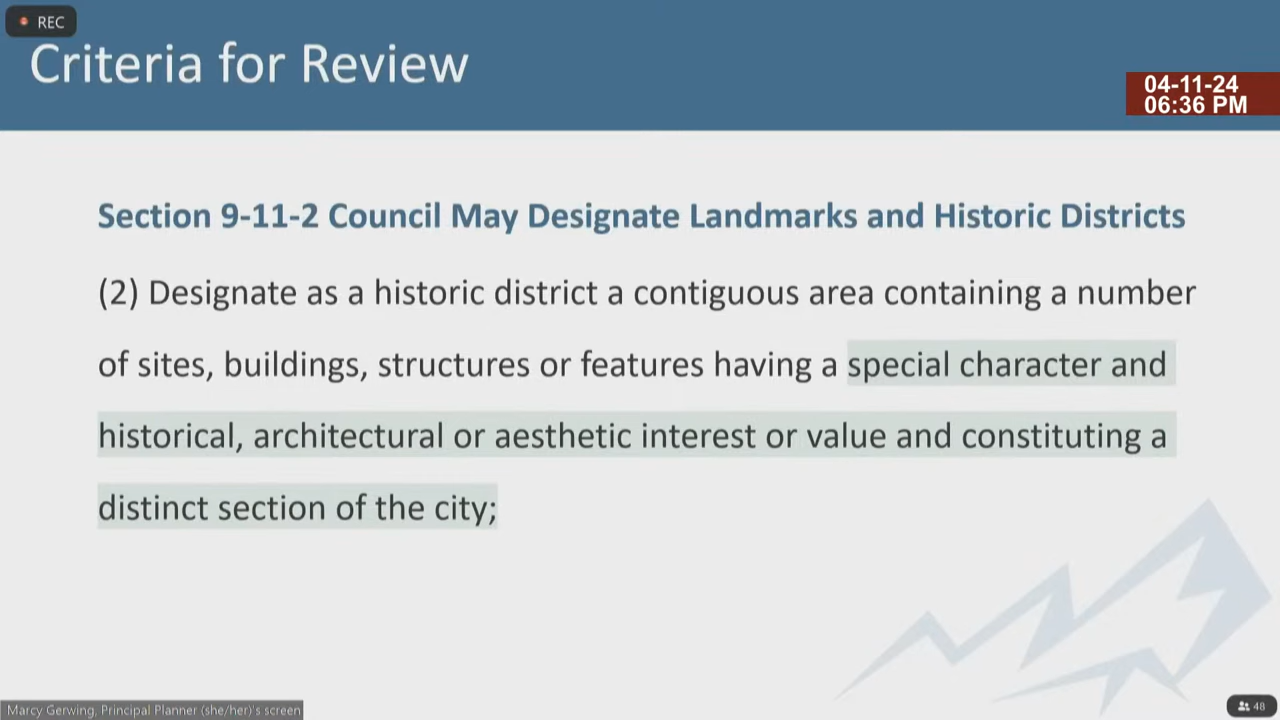 REC
Criteria for Review
04-11-24
06:36 PM
Section 9-11-2 Council May Designate Landmarks and Historic Districts
(2) Designate as a historic district a contiguous area containing a number
of sites, buildings, structures or features having a special character and
historical, architectural or aesthetic interest or value and constituting a
distinct section of the city;
Marcy Gerwing, Principal Planner (she/her)'s screen
48